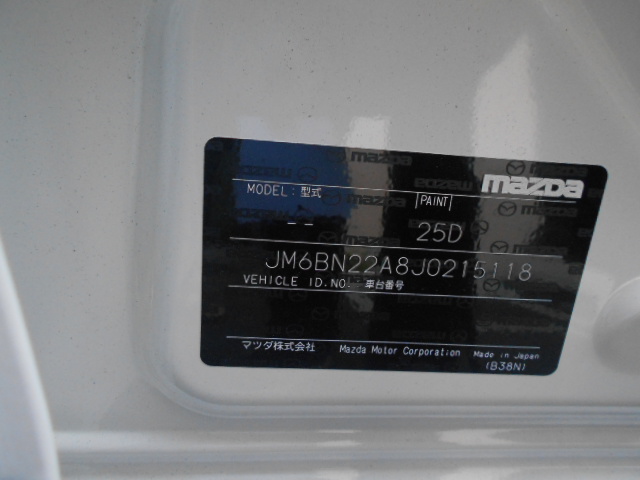 mazda
MODEL: 型式 PAINT
-- 25D
JM6BN22A8J0215118
VEHICLE ID.NO. 車台番号
マツダ株式会社 Mazda Motor Corporation Made in Japan
(B38N)